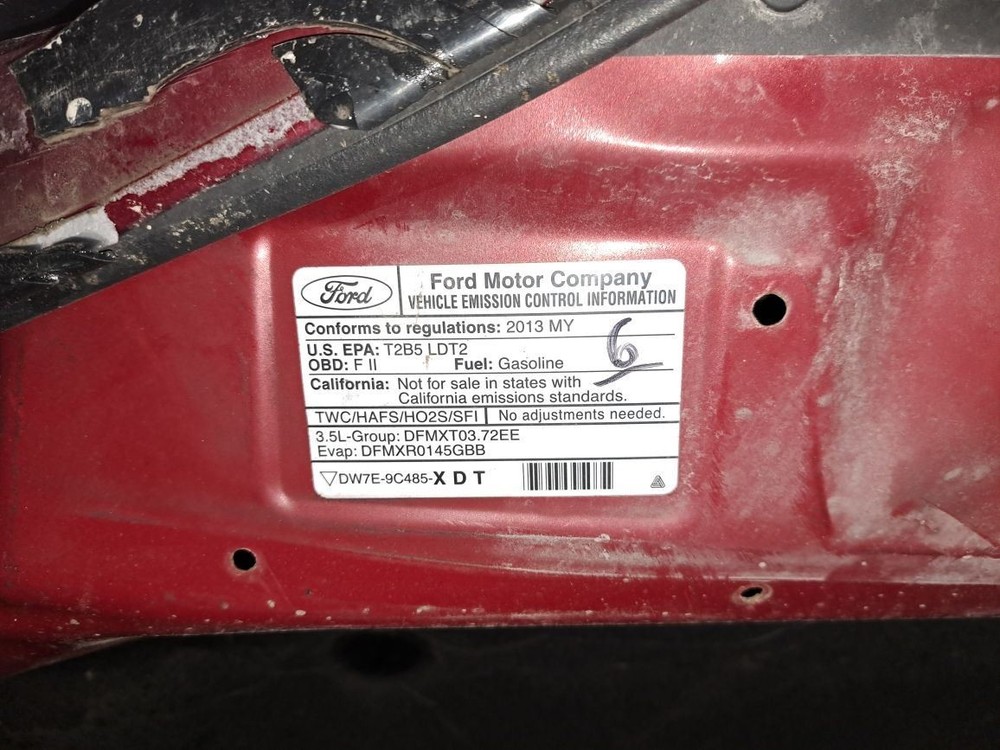 Ford
Ford Motor Company
VEHICLE EMISSION CONTROL INFORMATION
Conforms to regulations: 2013 MY
6
U.S. EPA: T2B5 LDT2
OBD: F II Fuel: Gasoline
California: Not for sale in states with
California emissions standards.
TWC/HAFS/HO2S/SFI No adjustments needed.
3.5L-Group: DFMXT03.72EE
Evap: DFMXR0145GBB
DW7E-9C485-X D T